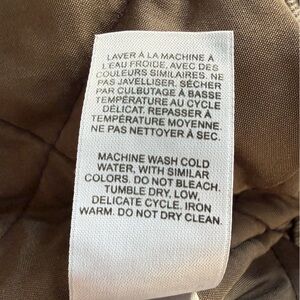 LAVER À LA MACHINE À
L'EAU FROIDE, AVEC DES
COULEURS SIMILAIRES. NE
PAS JAVELLISER. SÉCHER
PAR CULBUTAGE À BASSE
TEMPÉRATURE AU CYCLE
DÉLICAT. REPASSER À
TEMPÉRATURE MOYENNE.
NE PAS NETTOYER À SEC.
MACHINE WASH COLD
WATER, WITH SIMILAR
COLORS. DO NOT BLEACH.
TUMBLE DRY, LOW,
DELICATE CYCLE. IRON
WARM. DO NOT DRY CLEAN.